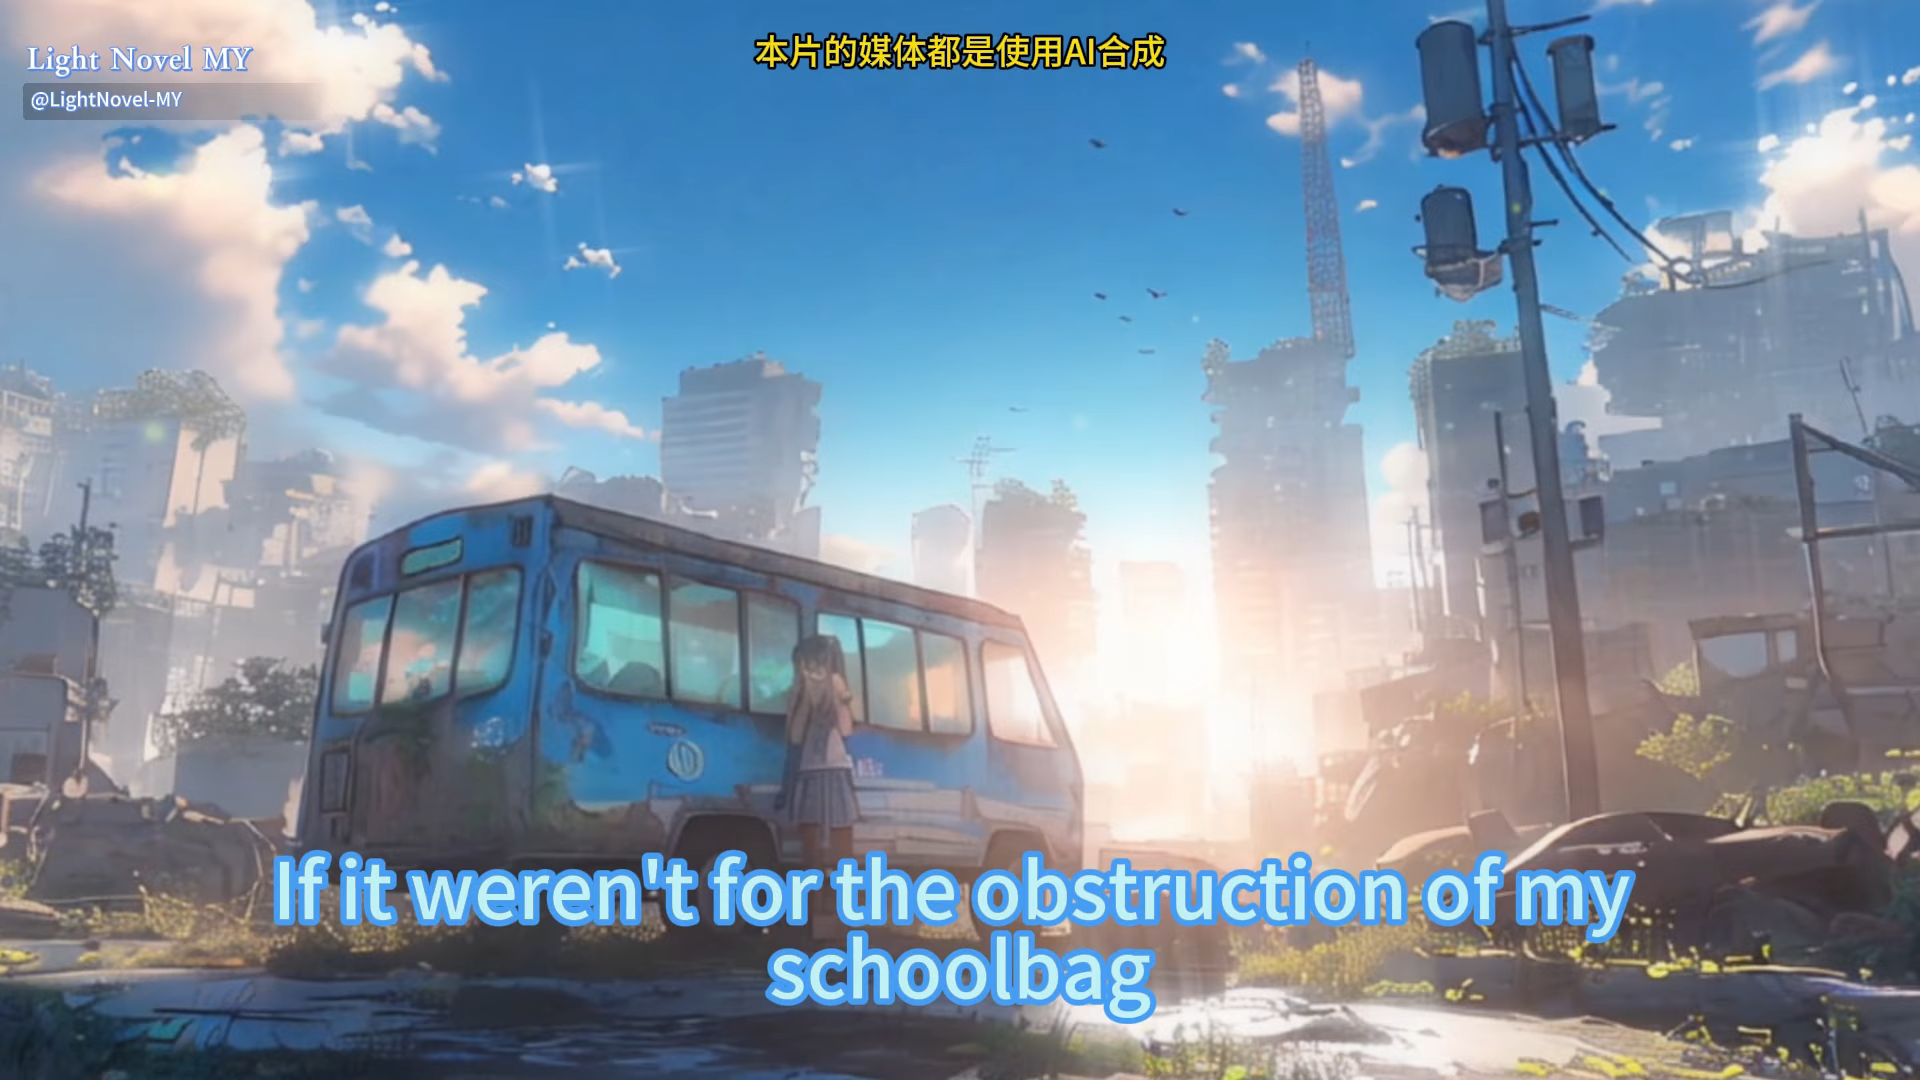 本片的媒体都是使用AI合成
Light Novel MY
@LightNovel-MY
If it weren't for the obstruction of my
schoolbag